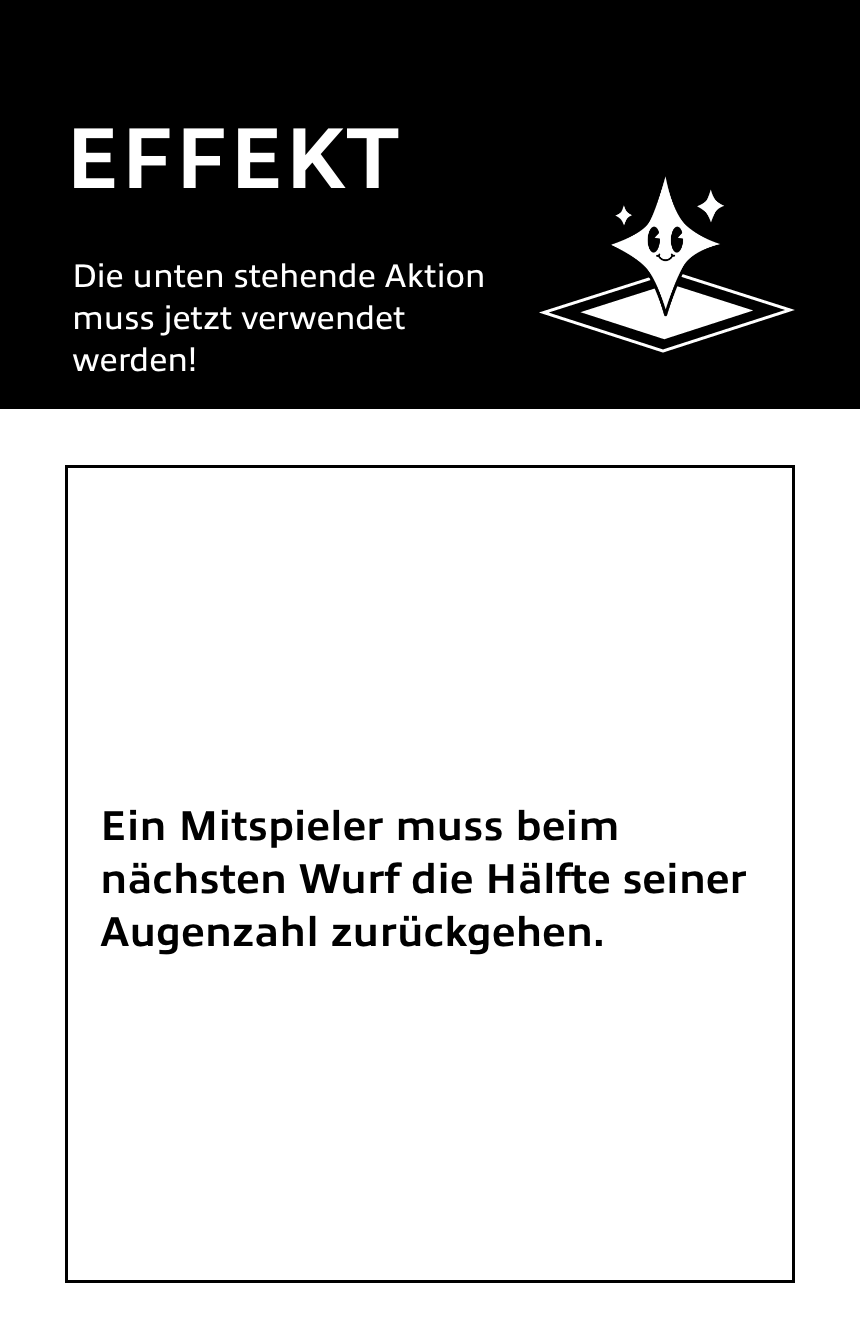 EFFEKT
Die unten stehende Aktion
muss jetzt verwendet
werden!
Ein Mitspieler muss beim
nächsten Wurf die Hälfte seiner
Augenzahl zurückgehen.